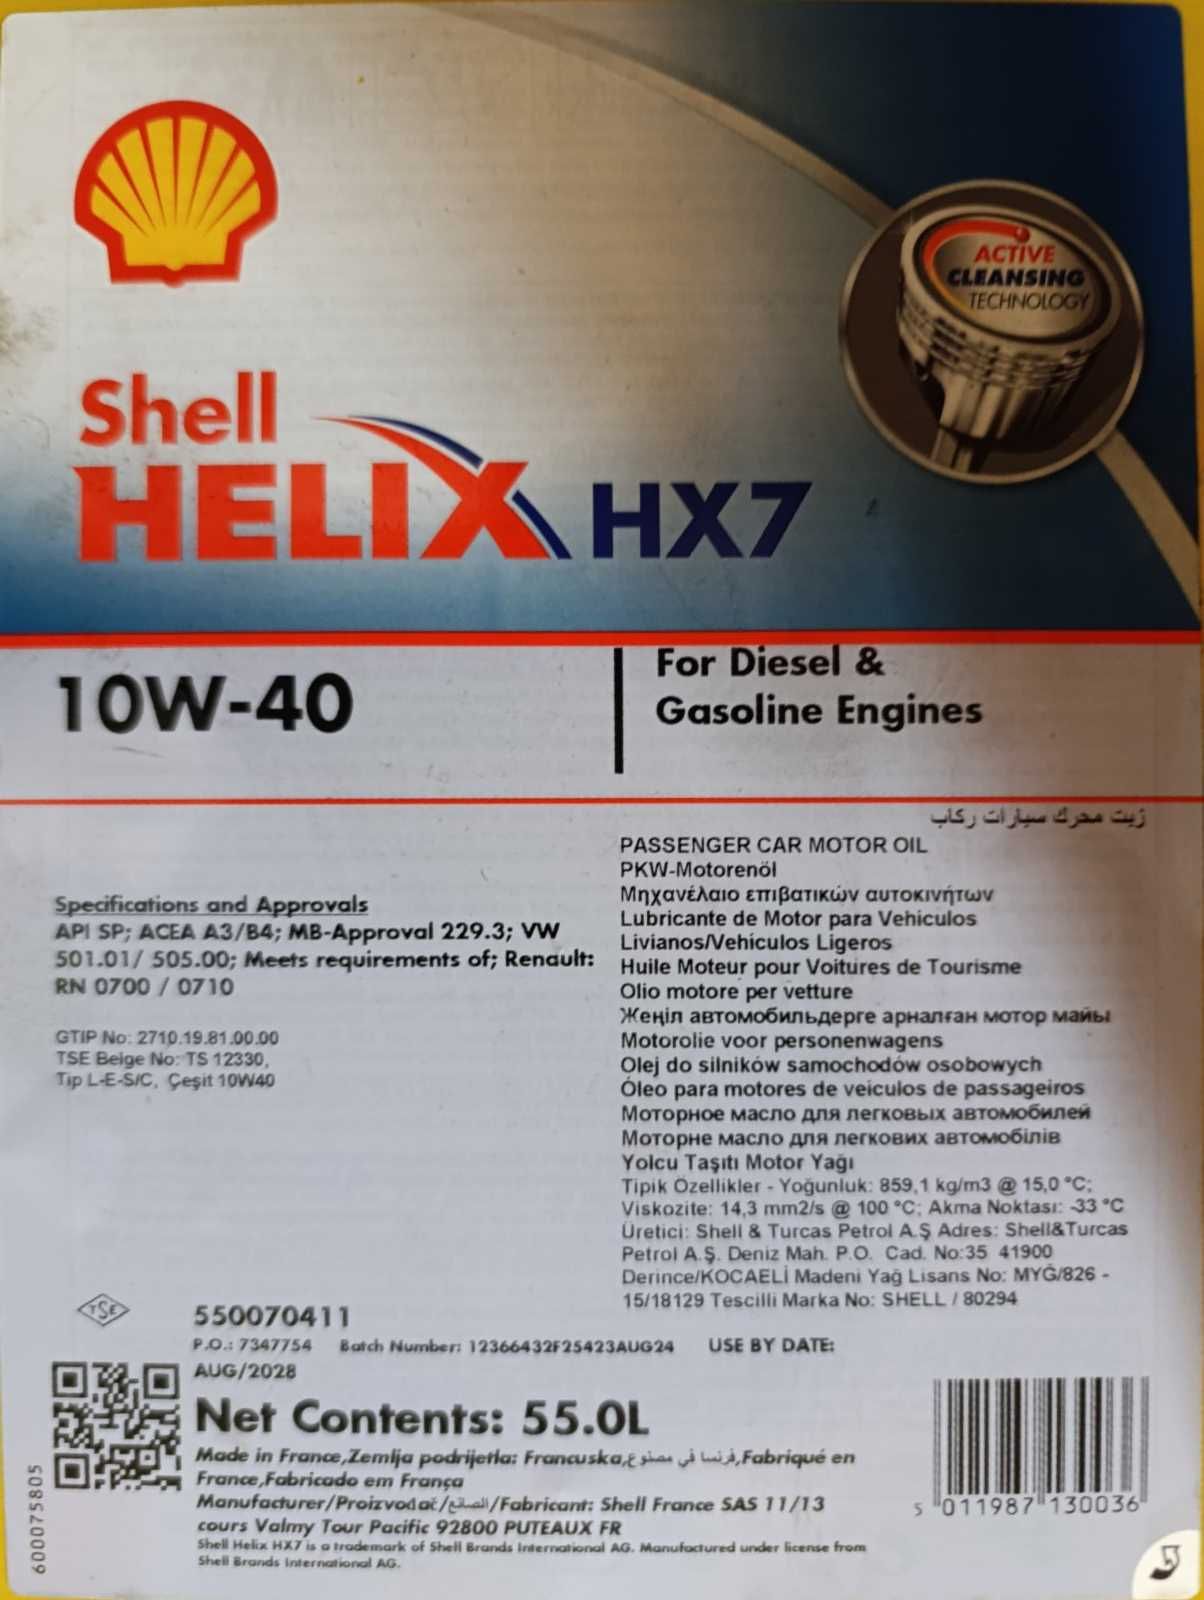 ACTIVE
CLEANSING
TECHNOLOGY
Shell
HELIX HX7
10W-40
For Diesel &
Gasoline Engines
زيت محرك سيارات ركاب
PASSENGER CAR MOTOR OIL
PKW-Motorenöl
Μηχανέλαιο επιβατικών αυτοκινήτων
Lubricante de Motor para Vehiculos
Livianos/Vehiculos Ligeros
Huile Moteur pour Voitures de Tourisme
Olio motore per vetture
Жеңіл автомобильдерге арналған мотор майы
Motorolie voor personenwagens
Olej do silników samochodów osobowych
Óleo para motores de veiculos de passageiros
Моторное масло для легковых автомобилей
Моторне масло для легкових автомобілів
Yolcu Taşıtı Motor Yağı
Tipik Özellikler - Yoğunluk: 859,1 kg/m3 @ 15,0 °C;
Viskozite: 14,3 mm2/s @ 100 °C; Akma Noktası: -33 °C
Üretici: Shell & Turcas Petrol A.Ş Adres: Shell&Turcas
Petrol A.Ş. Deniz Mah. P.O. Cad. No:35 41900
Derince/KOCAELİ Madeni Yağ Lisans No: MYĞ/826 -
15/18129 Tescilli Marka No: SHELL / 80294
Specifications and Approvals
API SP; ACEA A3/B4; MB-Approval 229.3; VW
501.01/ 505.00; Meets requirements of; Renault:
RN 0700 / 0710
GTIP No: 2710.19.81.00.00
TSE Belge No: TS 12330,
Tip L-E-S/C, Çeşit 10W40
TSE
550070411
P.O.: 7347754 Batch Number: 12366432F25423AUG24 USE BY DATE:
AUG/2028
Net Contents: 55.0L
Made in France,Zemlja podrijetla: Francuska,فرنسا في مصنوع,Fabriqué en
France,Fabricado em França
Manufacturer/Proizvođač/الصانع/Fabricant: Shell France SAS 11/13
cours Valmy Tour Pacific 92800 PUTEAUX FR
Shell Helix HX7 is a trademark of Shell Brands International AG. Manufactured under license from
Shell Brands International AG.
600075805
5 011987 130036